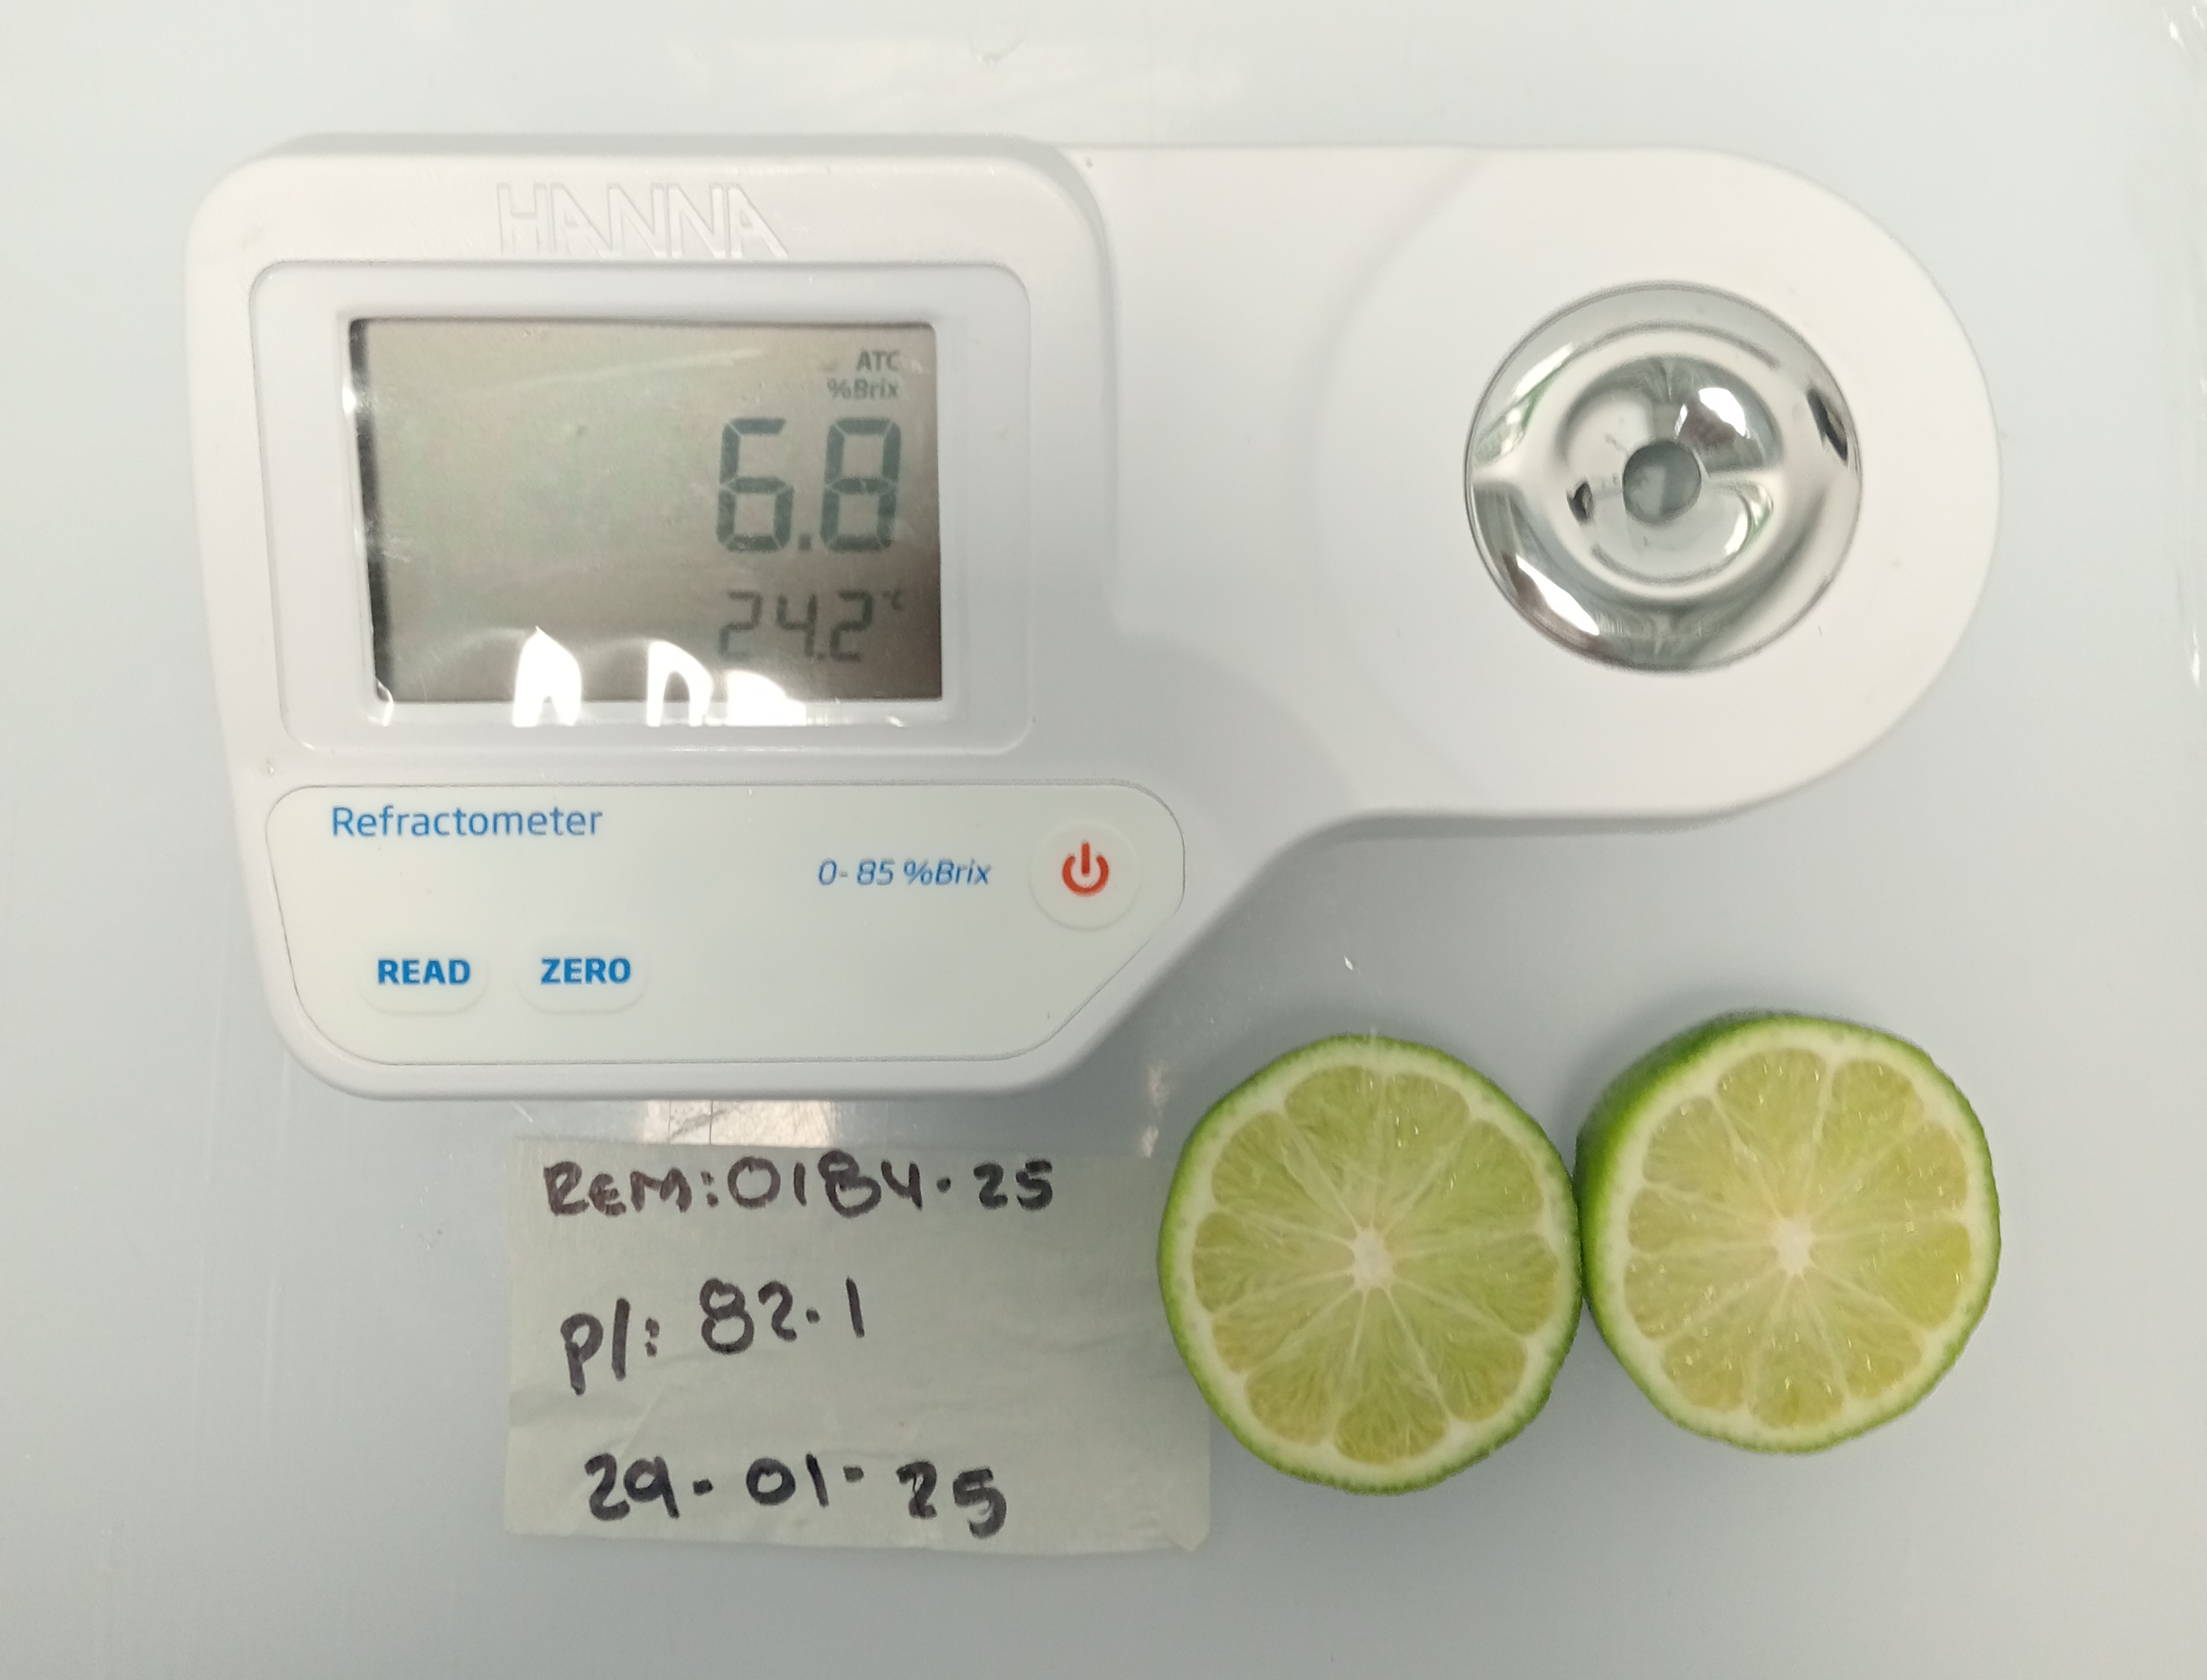 HANNA
ATC
%Brix
6.8
24.2°C
Refractometer
0-85 %Brix
READ ZERO
REM:0184.25
P/: 82.1
29-01-25